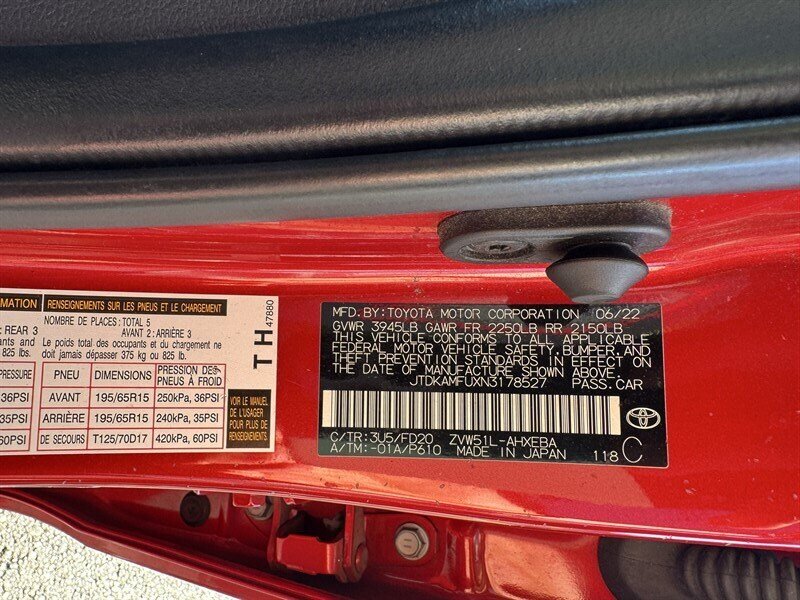 RMATION RENSEIGNEMENTS SUR LES PNEUS ET LE CHARGEMENT
REAR 3 NOMBRE DE PLACES: TOTAL 5
AVANT 2: ARRIÈRE 3
s and Le poids total des occupants et du chargement ne
825 lbs. doit jamais dépasser 375 kg ou 825 lb.
PRESSURE PNEU DIMENSIONS PRESSION DES PNEUS À FROID
36PSI AVANT 195/65R15 250kPa, 36PSI
35PSI ARRIÈRE 195/65R15 240kPa, 35PSI
60PSI DE SECOURS T125/70D17 420kPa, 60PSI
VOIR LE MANUEL
DE L'USAGER
POUR PLUS DE
RENSEIGNEMENTS
TH
47880
MFD.BY:TOYOTA MOTOR CORPORATION 06/22
GVWR 3945LB GAWR FR 2250LB RR 2150LB
THIS VEHICLE CONFORMS TO ALL APPLICABLE
FEDERAL MOTOR VEHICLE SAFETY,BUMPER,AND
THEFT PREVENTION STANDARDS IN EFFECT ON
THE DATE OF MANUFACTURE SHOWN ABOVE.
JTDKAMFUXN3178527 PASS.CAR
C/TR:3U5/FD20 ZVW51L-AHXEBA
A/TM:-01A/P610 MADE IN JAPAN 118 C